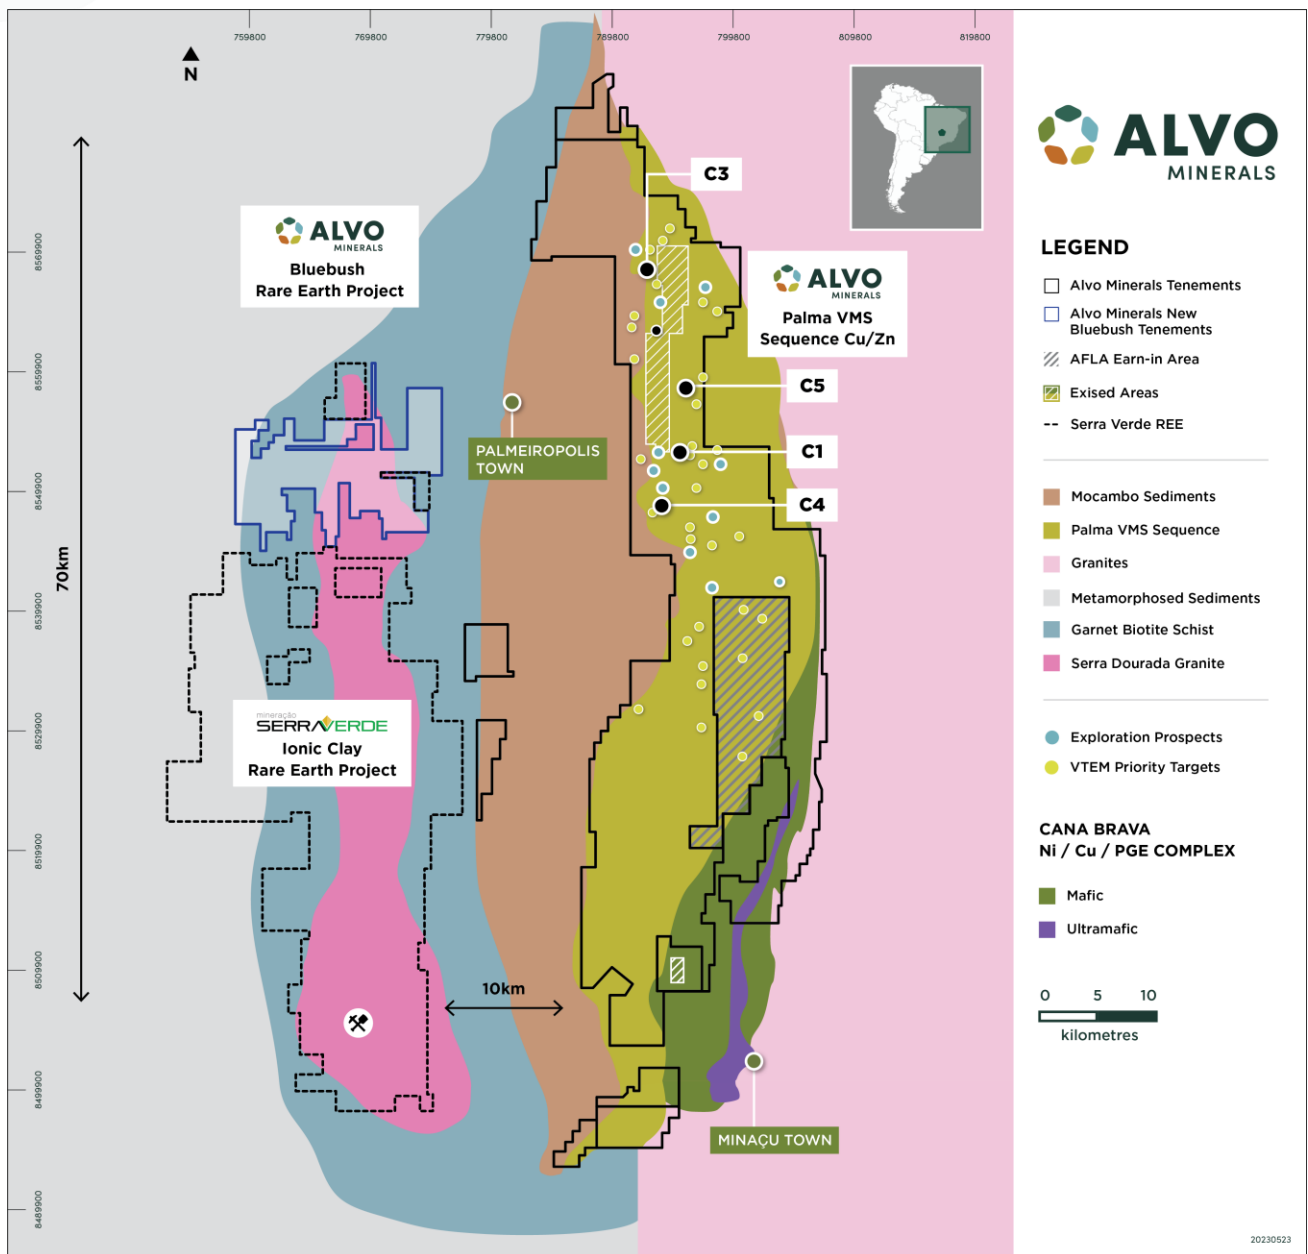 759800
769800
779800
789800
799800
809800
819800
N
8569900
8559900
8549900
8539900
8529900
8519900
8509900
8499900
8489900
70km
ALVO
MINERALS
Bluebush
Rare Earth Project
C3
ALVO
MINERALS
Palma VMS
Sequence Cu/Zn
C5
PALMEIROPOLIS
TOWN
C1
C4
mineração
SERRA VERDE
Ionic Clay
Rare Earth Project
10km
MINAÇU TOWN
ALVO
MINERALS
LEGEND
Alvo Minerals Tenements
Alvo Minerals New
Bluebush Tenements
AFLA Earn-in Area
Exised Areas
Serra Verde REE
Mocambo Sediments
Palma VMS Sequence
Granites
Metamorphosed Sediments
Garnet Biotite Schist
Serra Dourada Granite
Exploration Prospects
VTEM Priority Targets
CANA BRAVA
Ni / Cu / PGE COMPLEX
Mafic
Ultramafic
0 5 10
kilometres
20230523